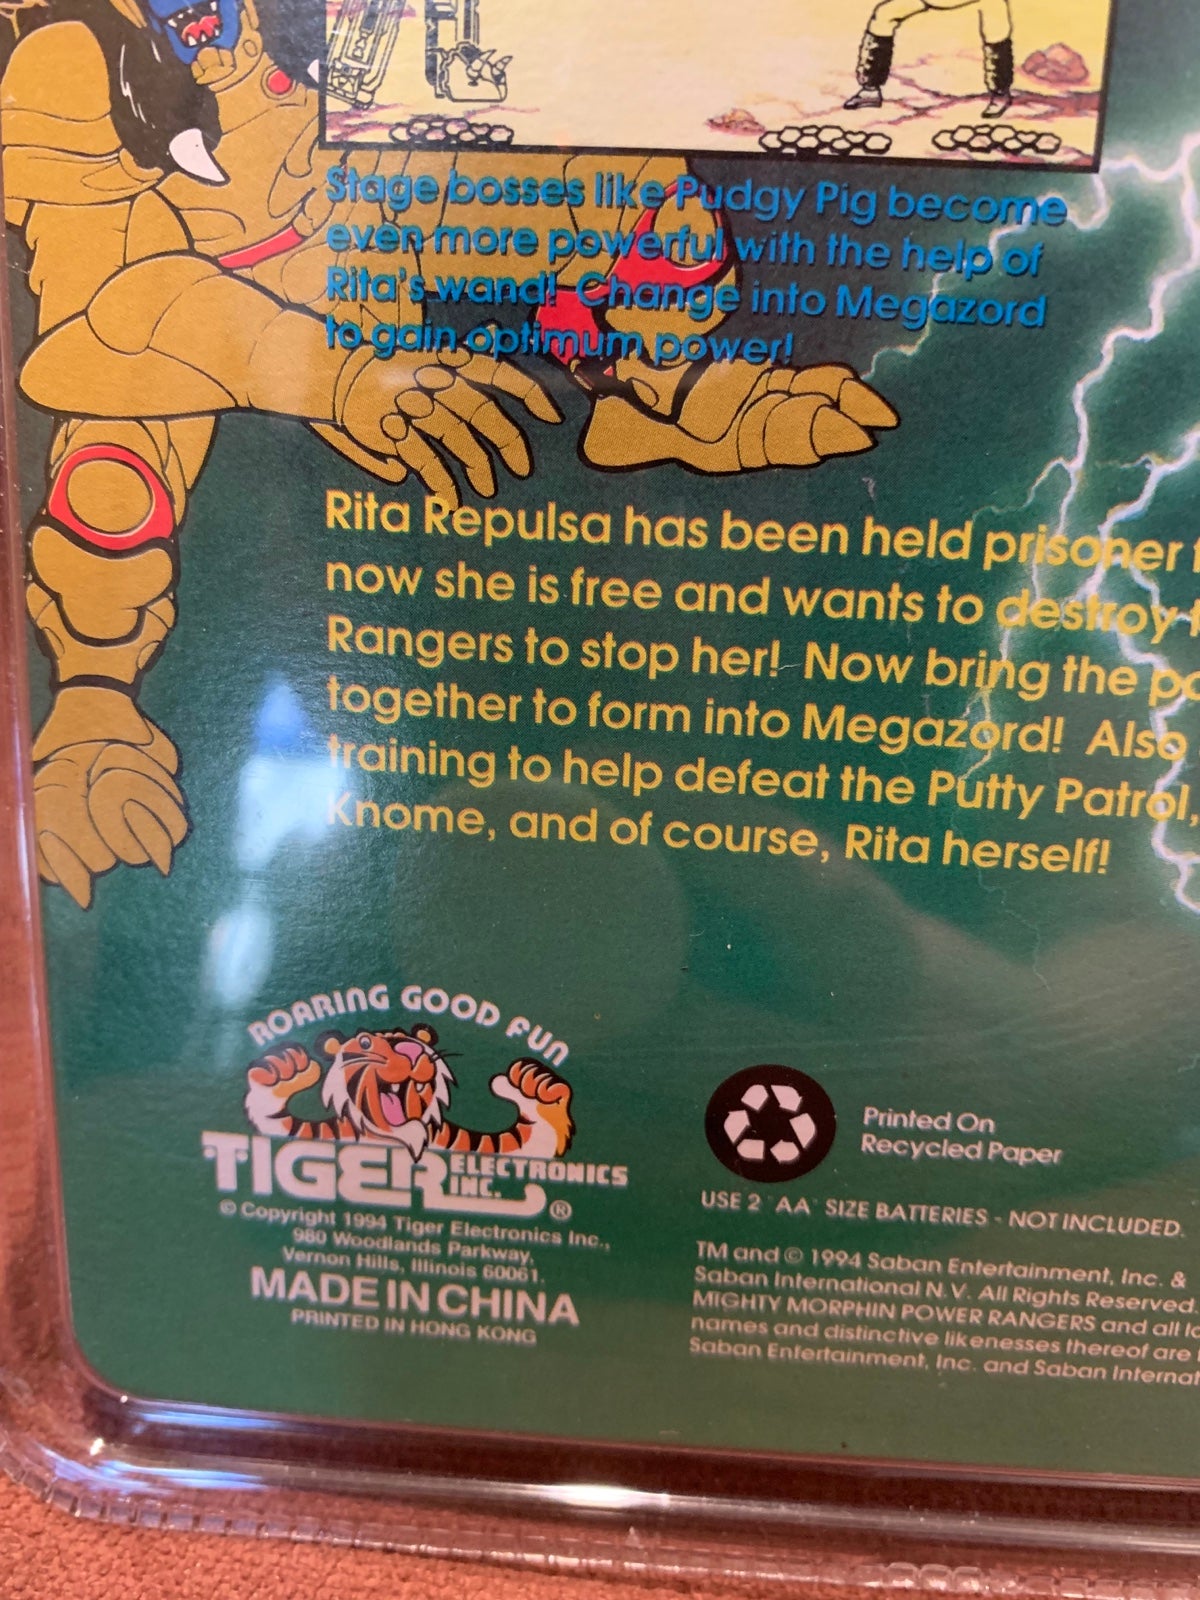 Stage bosses like Pudgy Pig become
even more powerful with the help of
Rita's wand! Change into Megazord
to gain optimum power!
Rita Repulsa has been held prisoner
now she is free and wants to destroy
Rangers to stop her! Now bring the
together to form into Megazord! Also
training to help defeat the Putty Patrol,
Knome, and of course, Rita herself!
ROARING GOOD FUN
TIGER ELECTRONICS
INC. ®
© Copyright 1994 Tiger Electronics Inc.,
980 Woodlands Parkway,
Vernon Hills, Illinois 60061.
MADE IN CHINA
PRINTED IN HONG KONG
Printed On
Recycled Paper
USE 2 "AA" SIZE BATTERIES - NOT INCLUDED.
TM and © 1994 Saban Entertainment, Inc. &
Saban International N.V. All Rights Reserved
MIGHTY MORPHIN POWER RANGERS and all
names and distinctive likenesses thereof are
Saban Entertainment, Inc. and Saban